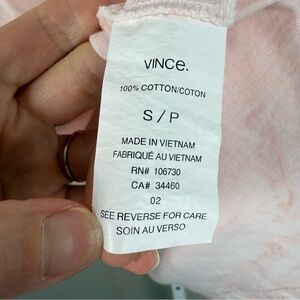 VINCe.
100% COTTON/COTON
S / P
MADE IN VIETNAM
FABRIQUÉ AU VIETNAM
RN# 106730
CA# 34460
02
SEE REVERSE FOR CARE
SOIN AU VERSO